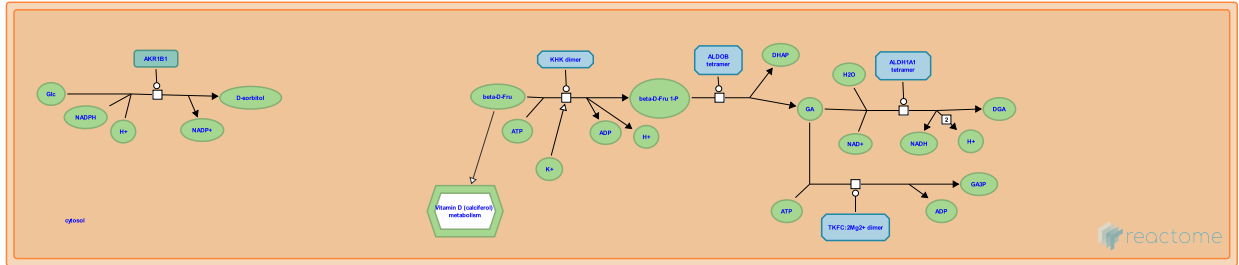 AKR1B1
Glc
NADPH
H+
NADP+
D-sorbitol
KHK dimer
beta-D-Fru
ATP
K+
ADP
H+
beta-D-Fru 1-P
Vitamin D (calciferol)
metabolism
ALDOB
tetramer
DHAP
GA
H2O
ALDH1A1
tetramer
NAD+
NADH
2
H+
DGA
ATP
TKFC:2Mg2+ dimer
ADP
GA3P
cytosol
reactome